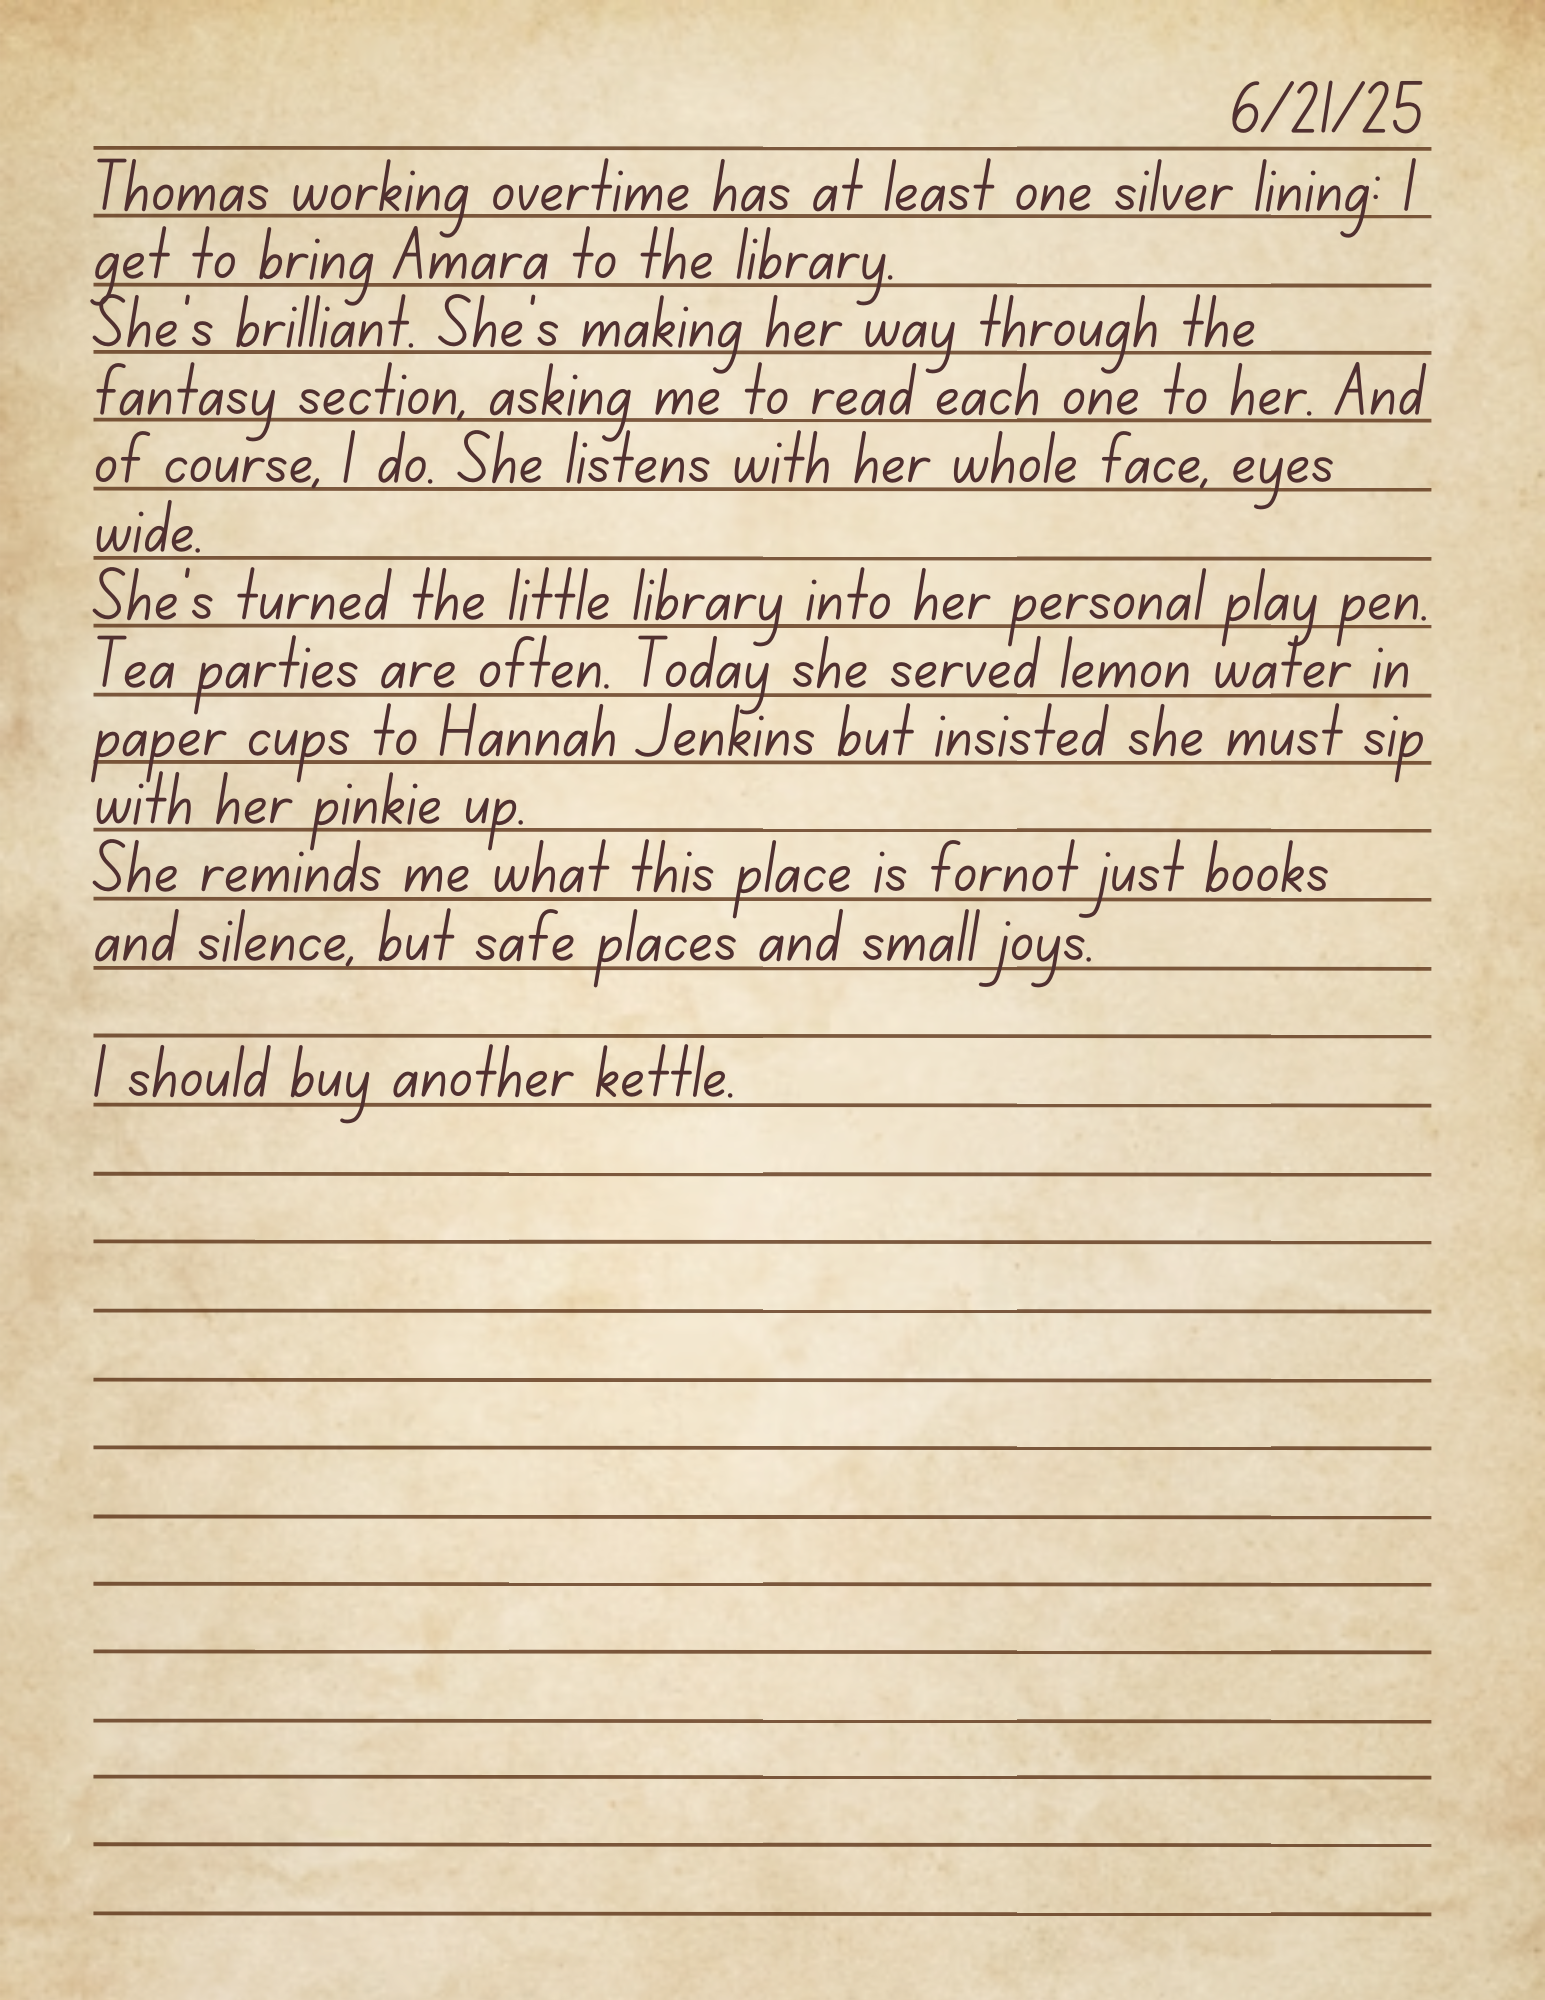 6/21/25
Thomas working overtime has at least one silver lining: I
get to bring Amara to the library.
She's brilliant. She's making her way through the
fantasy section, asking me to read each one to her. And
of course, I do. She listens with her whole face, eyes
wide.
She's turned the little library into her personal play pen.
Tea parties are often. Today she served lemon water in
paper cups to Hannah Jenkins but insisted she must sip
with her pinkie up.
She reminds me what this place is fornot just books
and silence, but safe places and small joys.
I should buy another kettle.